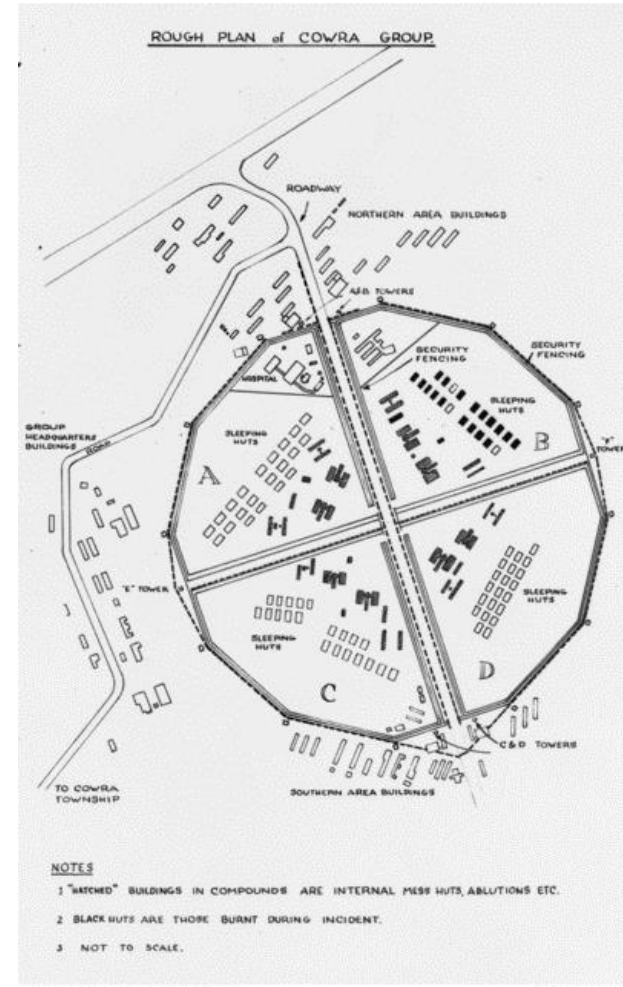 ROUGH PLAN of COWRA GROUP.
ROADWAY
NORTHERN AREA BUILDINGS
A&B TOWERS
SECURITY
FENCING
SECURITY
FENCING
HOSPITAL
SLEEPING
HUTS
B
"F"
TOWER
GROUP
HEADQUARTERS
BUILDINGS
ROAD
SLEEPING
HUTS
A
"E" TOWER
SLEEPING
HUTS
SLEEPING
HUTS
C
D
C&D TOWERS
TO COWRA
TOWNSHIP
SOUTHERN AREA BUILDINGS
NOTES
1 "HATCHED" BUILDINGS IN COMPOUNDS ARE INTERNAL MESS HUTS, ABLUTIONS ETC.
2 BLACK HUTS ARE THOSE BURNT DURING INCIDENT.
3 NOT TO SCALE.